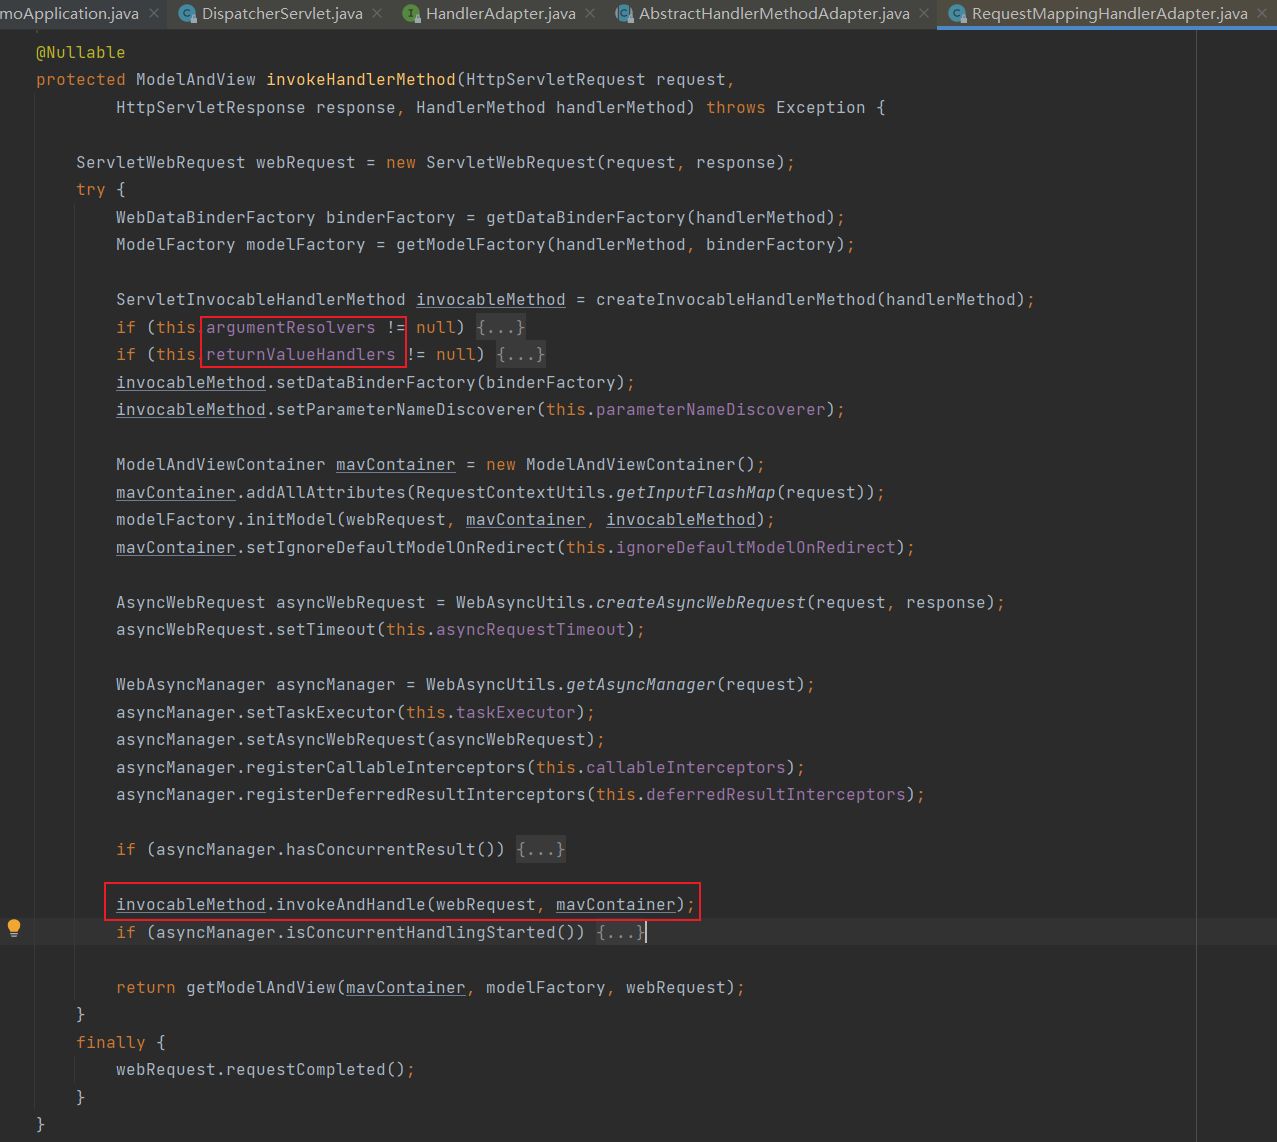 moApplication.java × DispatcherServlet.java × HandlerAdapter.java × AbstractHandlerMethodAdapter.java × RequestMappingHandlerAdapter.java ×
@Nullable
protected ModelAndView invokeHandlerMethod(HttpServletRequest request,
        HttpServletResponse response, HandlerMethod handlerMethod) throws Exception {
    ServletWebRequest webRequest = new ServletWebRequest(request, response);
    try {
        WebDataBinderFactory binderFactory = getDataBinderFactory(handlerMethod);
        ModelFactory modelFactory = getModelFactory(handlerMethod, binderFactory);
        ServletInvocableHandlerMethod invocableMethod = createInvocableHandlerMethod(handlerMethod);
        if (this.argumentResolvers != null) {...}
        if (this.returnValueHandlers != null) {...}
        invocableMethod.setDataBinderFactory(binderFactory);
        invocableMethod.setParameterNameDiscoverer(this.parameterNameDiscoverer);
        ModelAndViewContainer mavContainer = new ModelAndViewContainer();
        mavContainer.addAllAttributes(RequestContextUtils.getInputFlashMap(request));
        modelFactory.initModel(webRequest, mavContainer, invocableMethod);
        mavContainer.setIgnoreDefaultModelOnRedirect(this.ignoreDefaultModelOnRedirect);
        AsyncWebRequest asyncWebRequest = WebAsyncUtils.createAsyncWebRequest(request, response);
        asyncWebRequest.setTimeout(this.asyncRequestTimeout);
        WebAsyncManager asyncManager = WebAsyncUtils.getAsyncManager(request);
        asyncManager.setTaskExecutor(this.taskExecutor);
        asyncManager.setAsyncWebRequest(asyncWebRequest);
        asyncManager.registerCallableInterceptors(this.callableInterceptors);
        asyncManager.registerDeferredResultInterceptors(this.deferredResultInterceptors);
        if (asyncManager.hasConcurrentResult()) {...}
        invocableMethod.invokeAndHandle(webRequest, mavContainer);
        if (asyncManager.isConcurrentHandlingStarted()) {...}
        return getModelAndView(mavContainer, modelFactory, webRequest);
    }
    finally {
        webRequest.requestCompleted();
    }
}